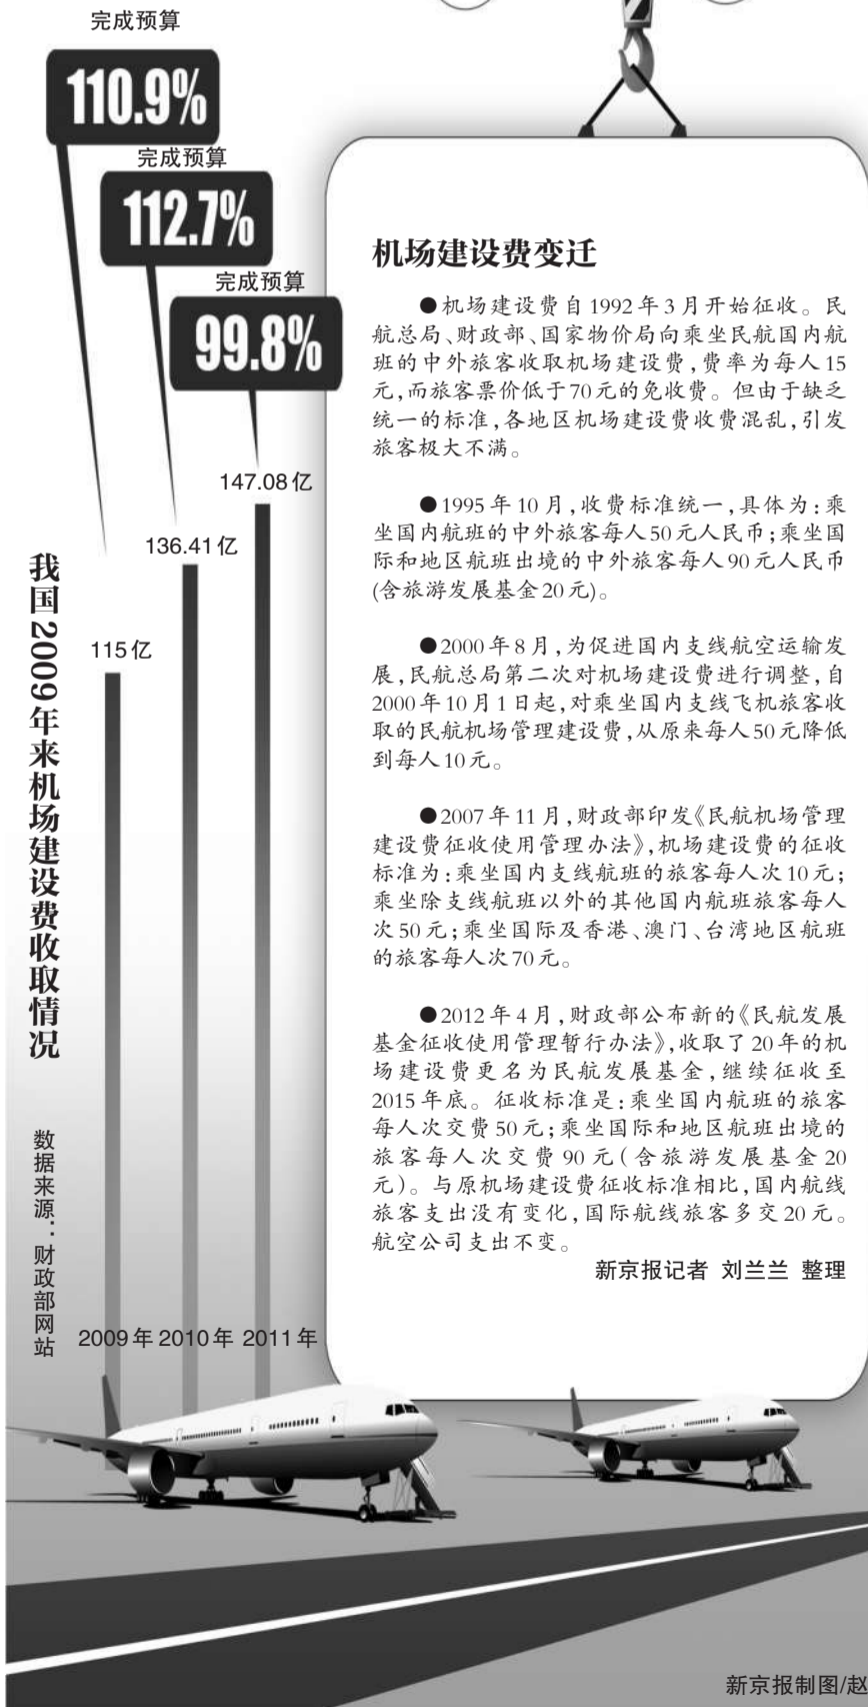 完成预算
110.9%
完成预算
112.7%
完成预算
99.8%
147.08亿
136.41亿
115亿
我国2009年来机场建设费收取情况
数据来源：财政部网站
2009年 2010年 2011年
机场建设费变迁
●机场建设费自1992年3月开始征收。民
航总局、财政部、国家物价局向乘坐民航国内航
班的中外旅客收取机场建设费,费率为每人15
元,而旅客票价低于70元的免收费。但由于缺乏
统一的标准,各地区机场建设费收费混乱,引发
旅客极大不满。
●1995年10月,收费标准统一,具体为:乘
坐国内航班的中外旅客每人50元人民币;乘坐国
际和地区航班出境的中外旅客每人90元人民币
(含旅游发展基金20元)。
●2000年8月,为促进国内支线航空运输发
展,民航总局第二次对机场建设费进行调整,自
2000年10月1日起,对乘坐国内支线飞机旅客收
取的民航机场管理建设费,从原来每人50元降低
到每人10元。
●2007年11月,财政部印发《民航机场管理
建设费征收使用管理办法》,机场建设费的征收
标准为:乘坐国内支线航班的旅客每人次10元;
乘坐除支线航班以外的其他国内航班旅客每人
次50元;乘坐国际及香港、澳门、台湾地区航班
的旅客每人次70元。
●2012年4月,财政部公布新的《民航发展
基金征收使用管理暂行办法》,收取了20年的机
场建设费更名为民航发展基金,继续征收至
2015年底。征收标准是:乘坐国内航班的旅客
每人次交费50元;乘坐国际和地区航班出境的
旅客每人次交费90元(含旅游发展基金20
元)。与原机场建设费征收标准相比,国内航线
旅客支出没有变化,国际航线旅客多交20元。
航空公司支出不变。
新京报记者 刘兰兰 整理
新京报制图/赵